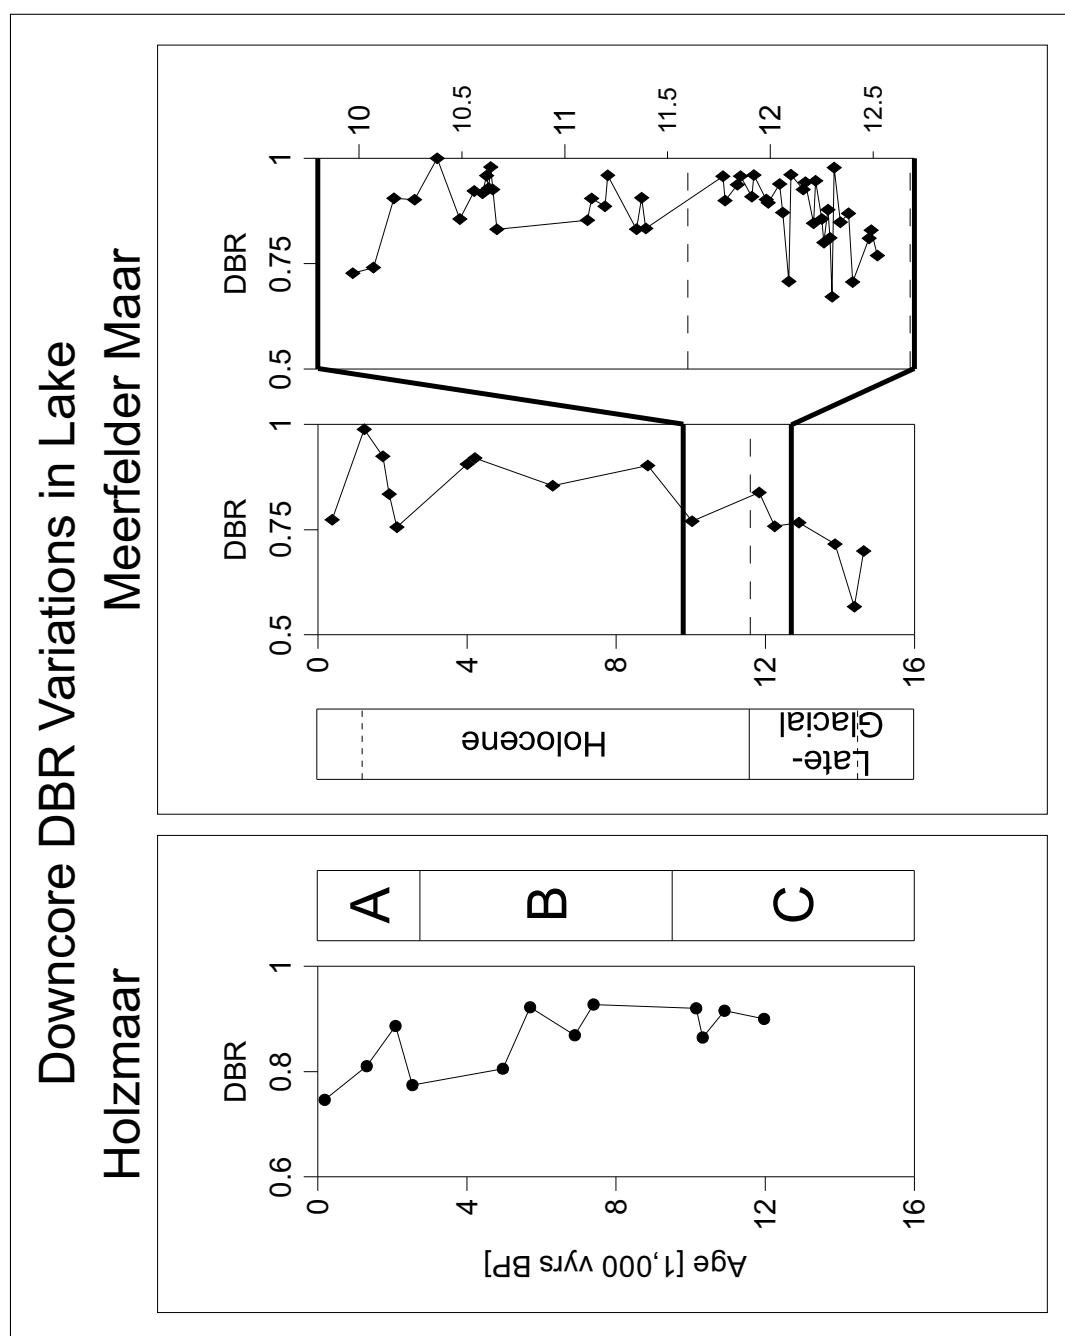 Downcore DBR Variations in Lake
Holzmaar
Meerfelder Maar
DBR
0.6
0.8
1
0
4
8
12
16
Age [1,000 vyrs BP]
A
B
C
Holocene
Late-
Glacial
DBR
0.5
0.75
1
0
4
8
12
16
DBR
0.5
0.75
1
10
10.5
11
11.5
12
12.5